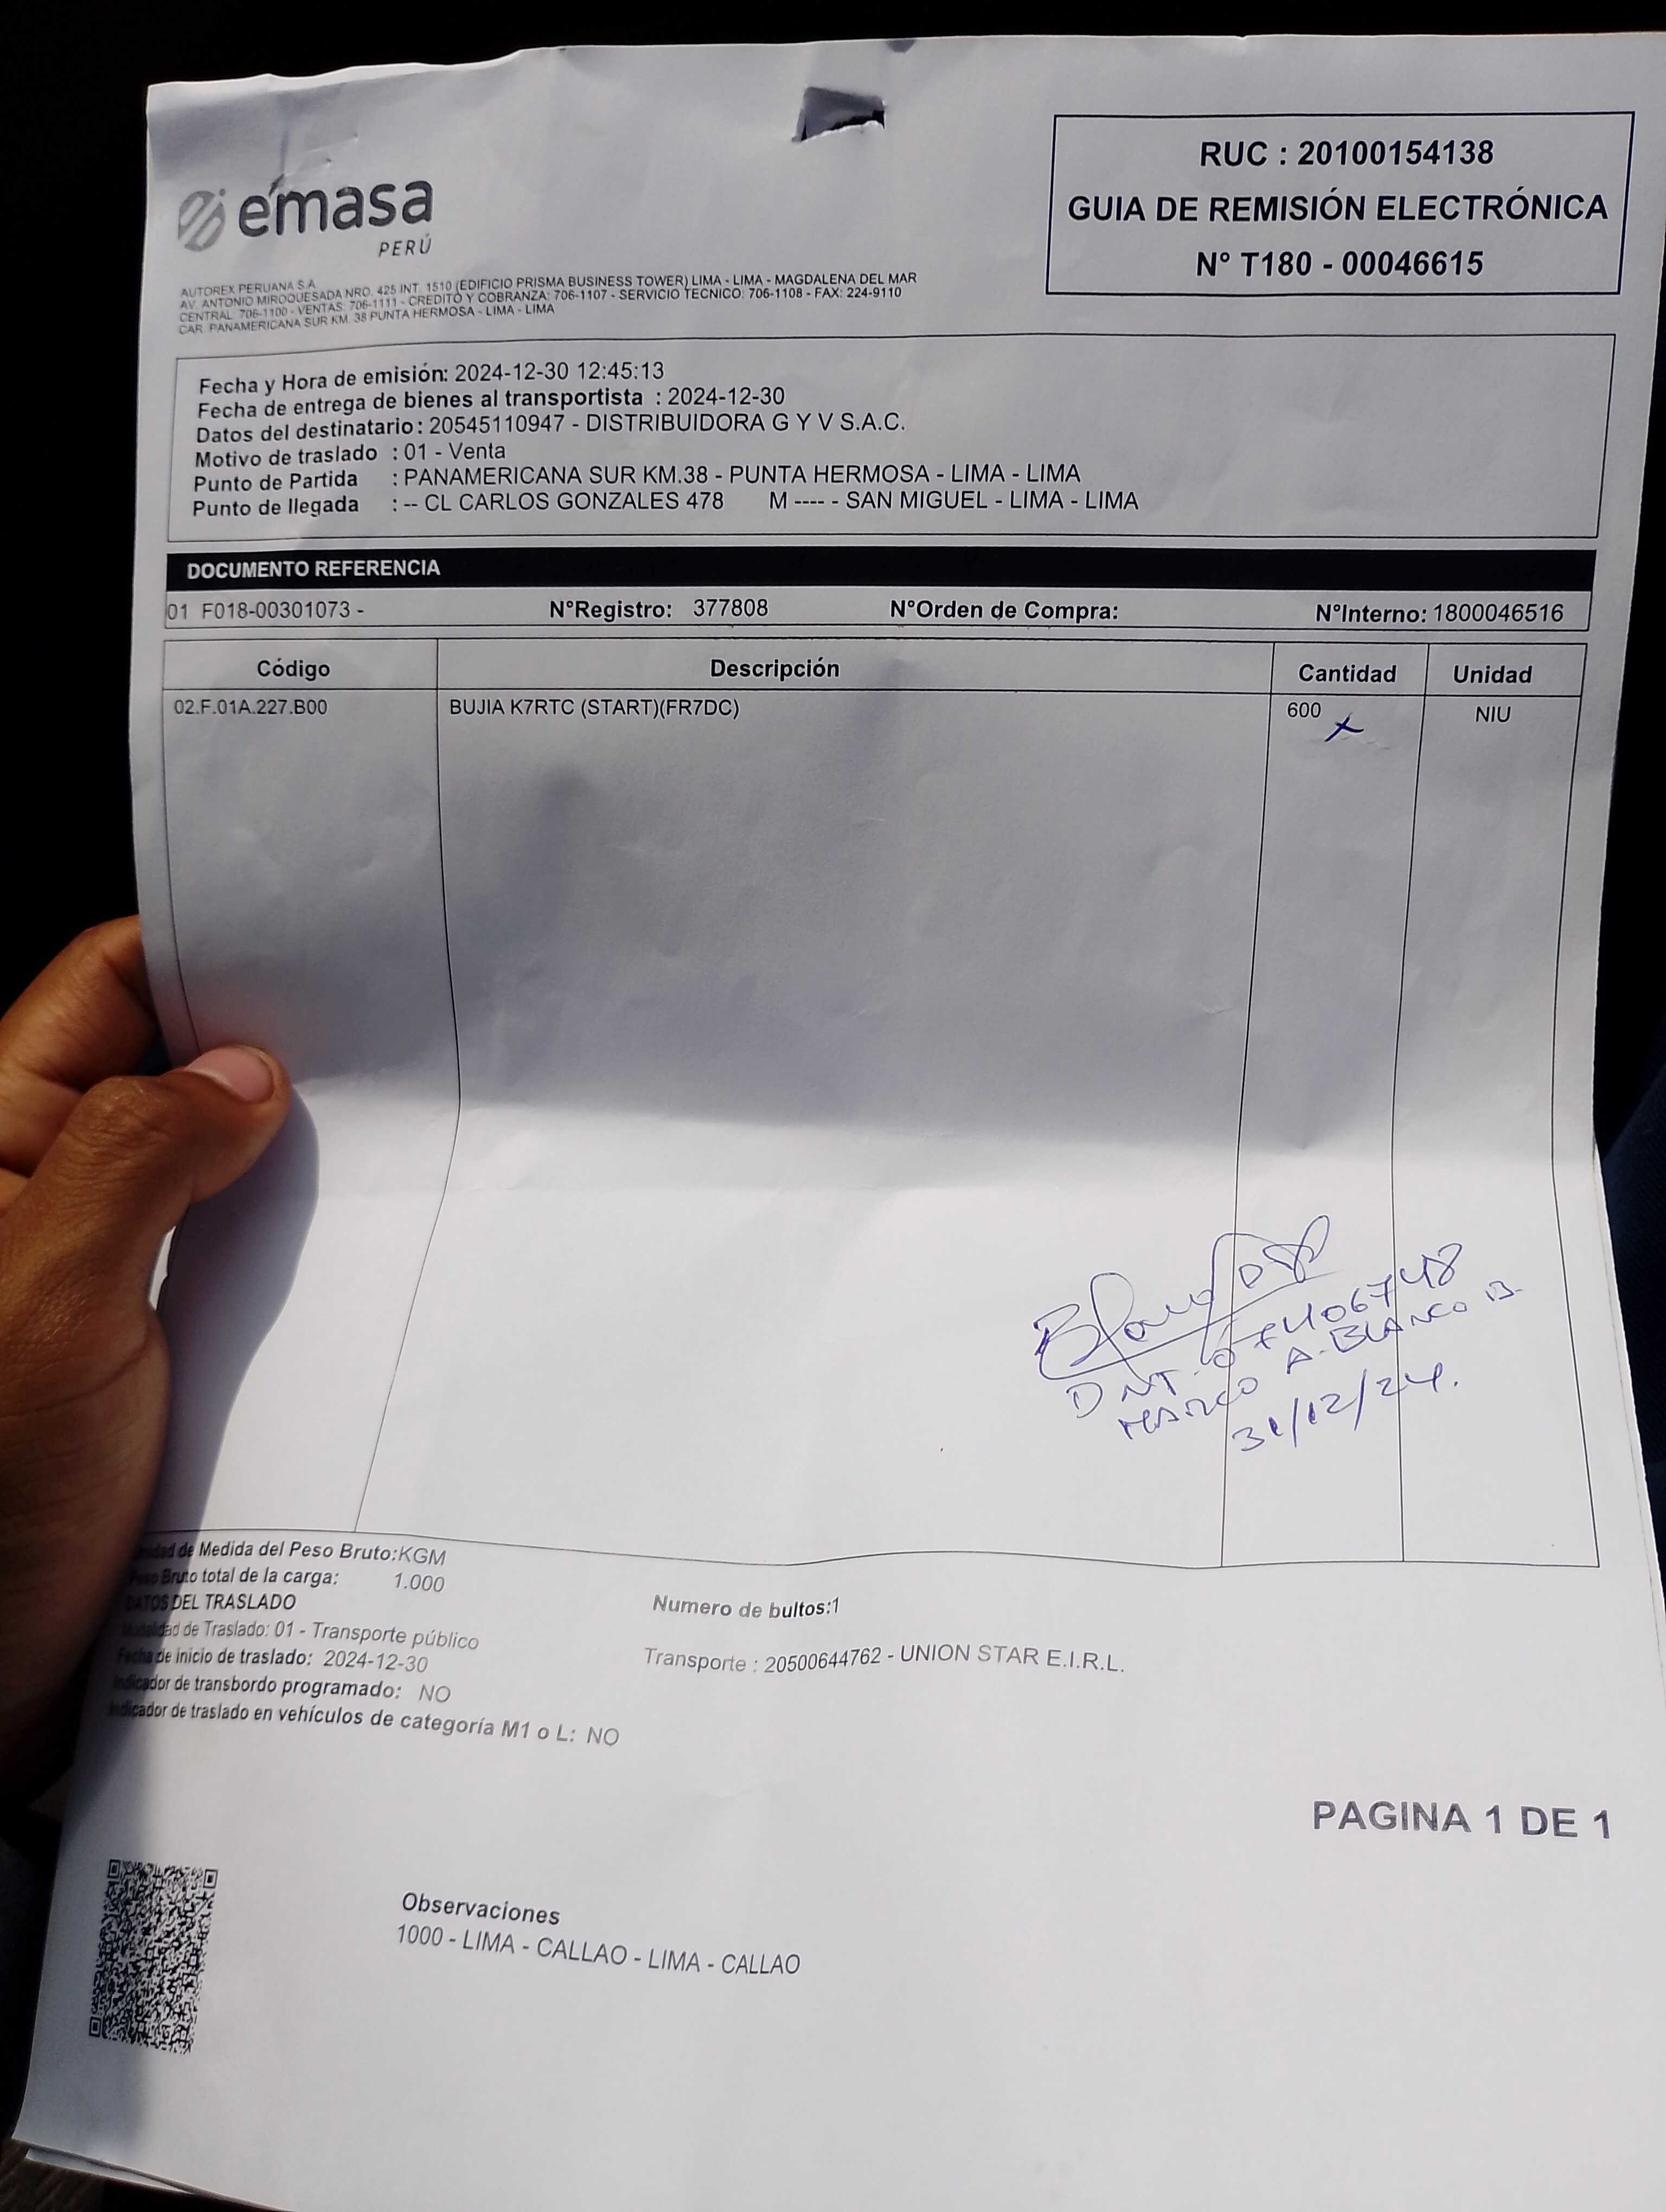 émasa
PERÚ
RUC : 20100154138
GUIA DE REMISIÓN ELECTRÓNICA
N° T180 - 00046615
AUTOREX PERUANA S.A
AV. ANTONIO MIROQUESADA NRO. 425 INT. 1510 (EDIFICIO PRISMA BUSINESS TOWER) LIMA - LIMA - MAGDALENA DEL MAR
CENTRAL: 706-1100 - VENTAS: 706-1111 - CREDITO Y COBRANZA: 706-1107 - SERVICIO TECNICO: 706-1108 - FAX: 224-9110
CAR. PANAMERICANA SUR KM. 38 PUNTA HERMOSA - LIMA - LIMA
Fecha y Hora de emisión: 2024-12-30 12:45:13
Fecha de entrega de bienes al transportista : 2024-12-30
Datos del destinatario : 20545110947 - DISTRIBUIDORA G Y V S.A.C.
Motivo de traslado : 01 - Venta
Punto de Partida : PANAMERICANA SUR KM.38 - PUNTA HERMOSA - LIMA - LIMA
Punto de llegada : -- CL CARLOS GONZALES 478 M ---- - SAN MIGUEL - LIMA - LIMA
DOCUMENTO REFERENCIA
01 F018-00301073 - N°Registro: 377808 N°Orden de Compra: N°Interno: 1800046516
Código Descripción Cantidad Unidad
02.F.01A.227.B00 BUJIA K7RTC (START)(FR7DC) 600 NIU
MARCO A. BLANCO B.
31/12/24.
Unidad de Medida del Peso Bruto:KGM
Peso Bruto total de la carga: 1.000
Numero de bultos:1
DATOS DEL TRASLADO
Modalidad de Traslado: 01 - Transporte público
Fecha de inicio de traslado: 2024-12-30
Transporte : 20500644762 - UNION STAR E.I.R.L.
Indicador de transbordo programado: NO
Indicador de traslado en vehículos de categoría M1 o L: NO
PAGINA 1 DE 1
Observaciones
1000 - LIMA - CALLAO - LIMA - CALLAO